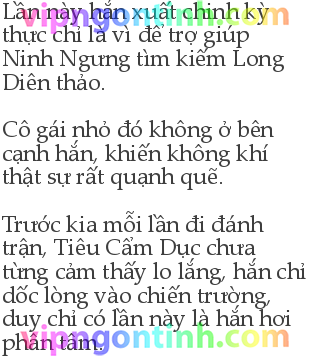 Lần này hắn xuất chinh kỳ
thực chỉ là vì để trợ giúp
Ninh Ngưng tìm kiếm Long
Diên thảo.
Cô gái nhỏ đó không ở bên
cạnh hắn, khiến không khí
thật sự rất quạnh quẽ.
Trước kia mỗi lần đi đánh
trận, Tiêu Cẩm Dục chưa
từng cảm thấy lo lắng, hắn chỉ
dốc lòng vào chiến trường,
duy chỉ có lần này là hắn hơi
phân tâm.
vipngontinh.com
vipngontinh.com